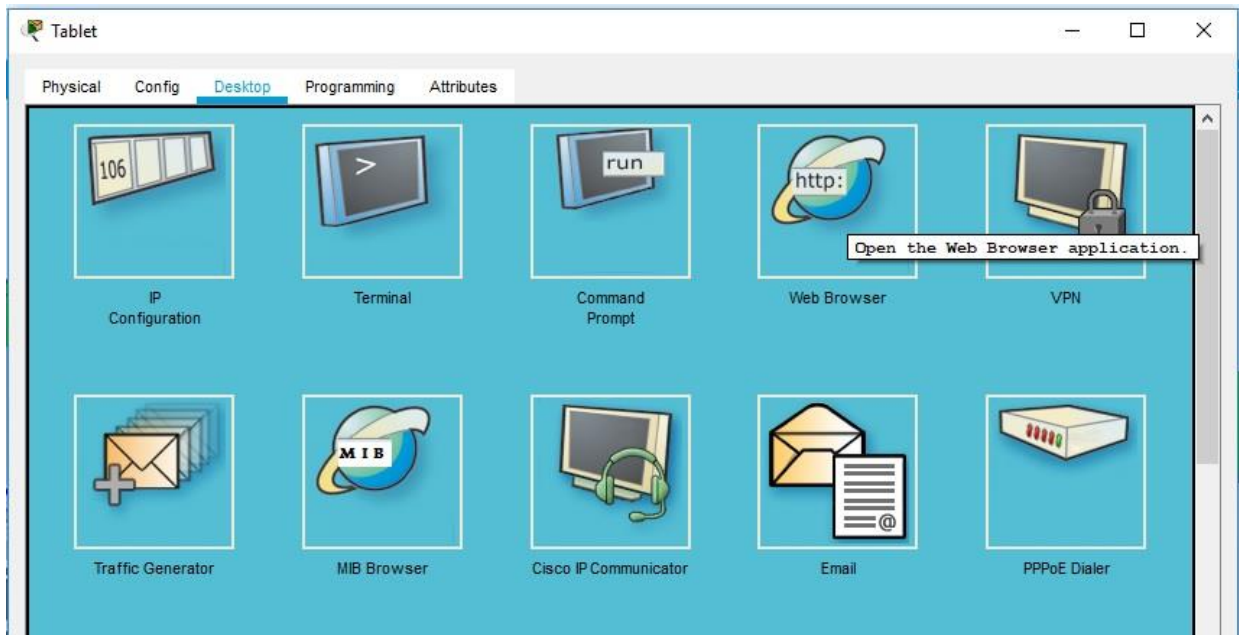 Tablet
Physical Config Desktop Programming Attributes
106
>
run
http:
Open the Web Browser application.
IP
Configuration
Terminal
Command
Prompt
Web Browser
VPN
MIB
@
Traffic Generator
MIB Browser
Cisco IP Communicator
Email
PPPoE Dialer